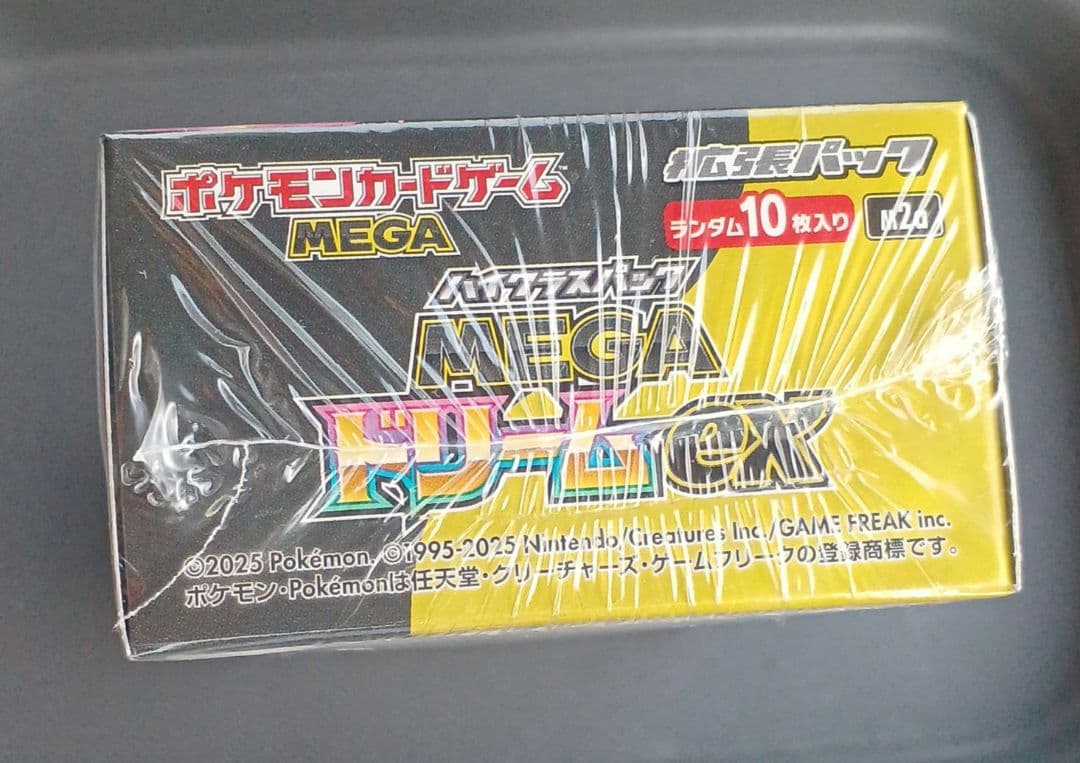 ポケモンカードゲーム™
MEGA
拡張パック
ランダム10枚入り
M2a
ハイクラスパック
MEGA
ドリームex
©2025 Pokémon. ©1995-2025 Nintendo/Creatures Inc./GAME FREAK inc.
ポケモン・Pokémonは任天堂・クリーチャーズ・ゲームフリークの登録商標です。